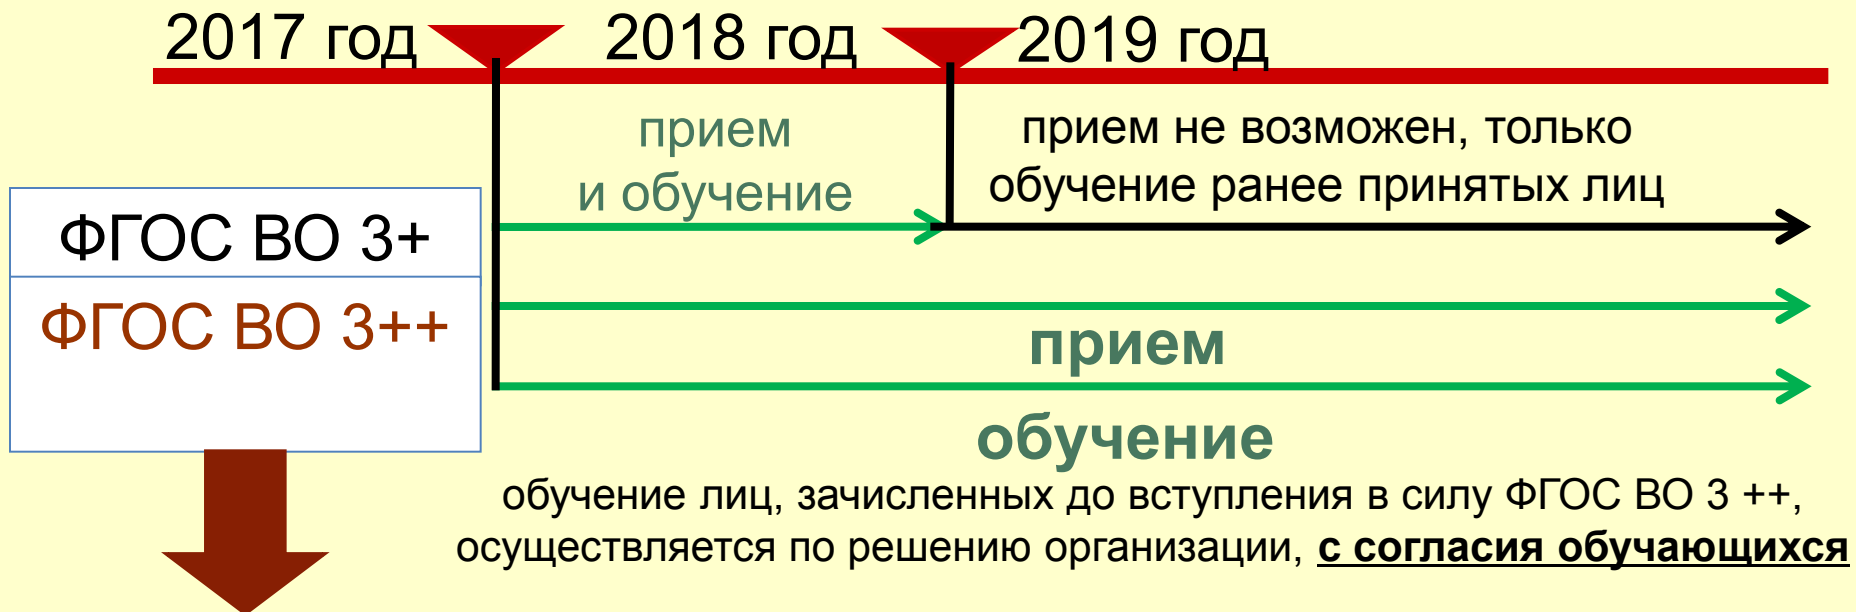 2017 год
2018 год
2019 год
прием
и обучение
прием не возможен, только
обучение ранее принятых лиц
ФГОС ВО 3+
ФГОС ВО 3++
прием
обучение
обучение лиц, зачисленных до вступления в силу ФГОС ВО 3 ++,
осуществляется по решению организации, с согласия обучающихся